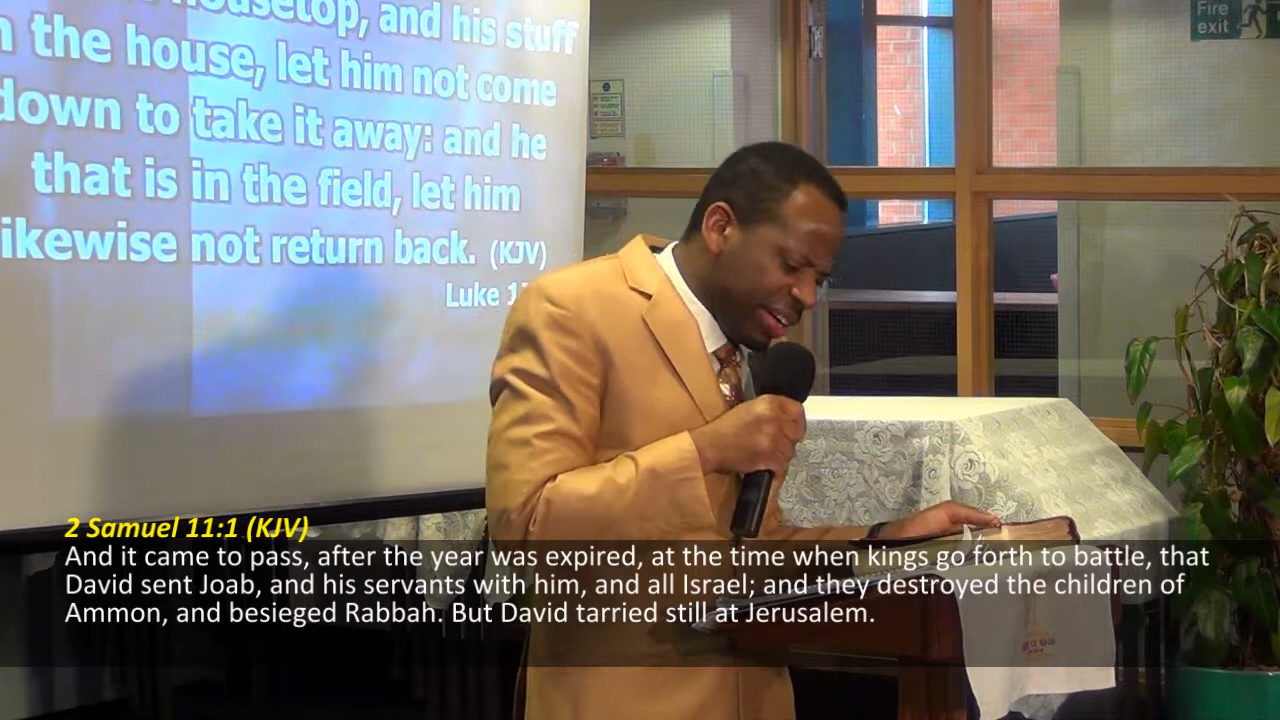 housetop, and his stuff
the house, let him not come
down to take it away: and he
that is in the field, let him
ikewise not return back. (KJV)
Luke
Fire
exit
2 Samuel 11:1 (KJV)
And it came to pass, after the year was expired, at the time when kings go forth to battle, that
David sent Joab, and his servants with him, and all Israel; and they destroyed the children of
Ammon, and besieged Rabbah. But David tarried still at Jerusalem.